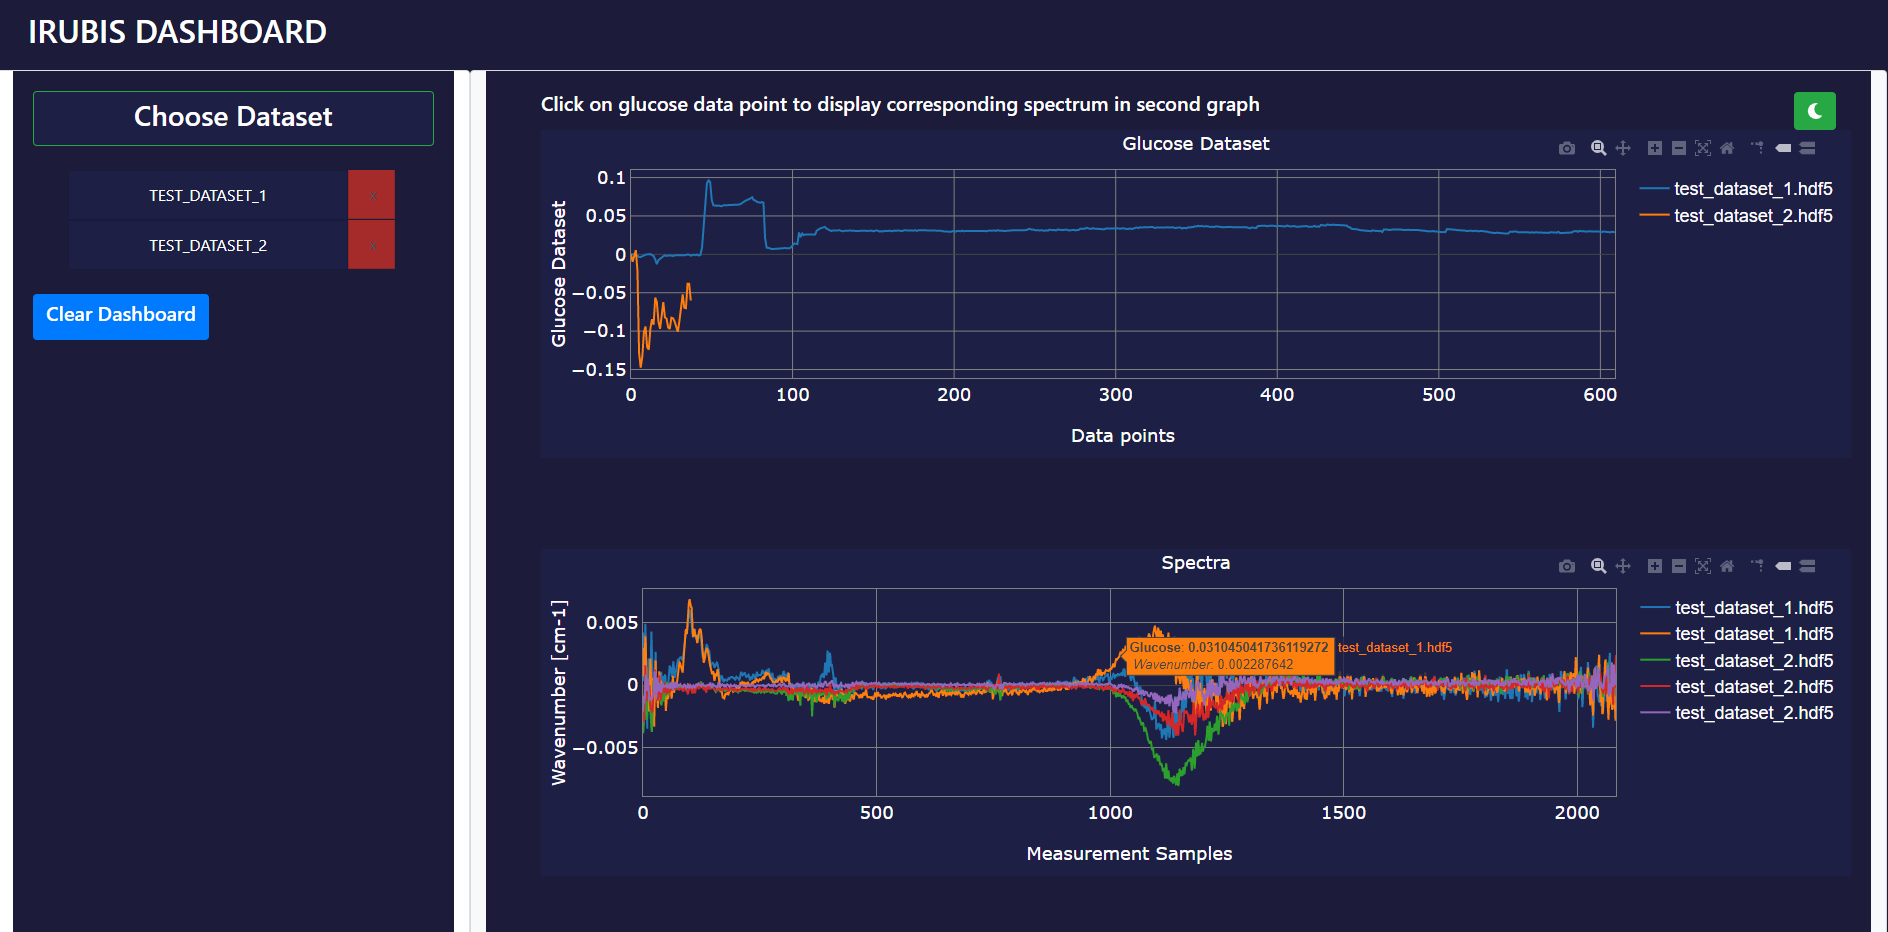 IRUBIS DASHBOARD
Choose Dataset
TEST_DATASET_1 x
TEST_DATASET_2 x
Clear Dashboard
Click on glucose data point to display corresponding spectrum in second graph
Glucose Dataset
Glucose Dataset
0.1
0.05
0
−0.05
−0.1
−0.15
0 100 200 300 400 500 600
Data points
test_dataset_1.hdf5
test_dataset_2.hdf5
Spectra
Wavenumber [cm-1]
0.005
0
−0.005
0 500 1000 1500 2000
Measurement Samples
Glucose: 0.031045041736119272 test_dataset_1.hdf5
Wavenumber: 0.002287642
test_dataset_1.hdf5
test_dataset_1.hdf5
test_dataset_2.hdf5
test_dataset_2.hdf5
test_dataset_2.hdf5